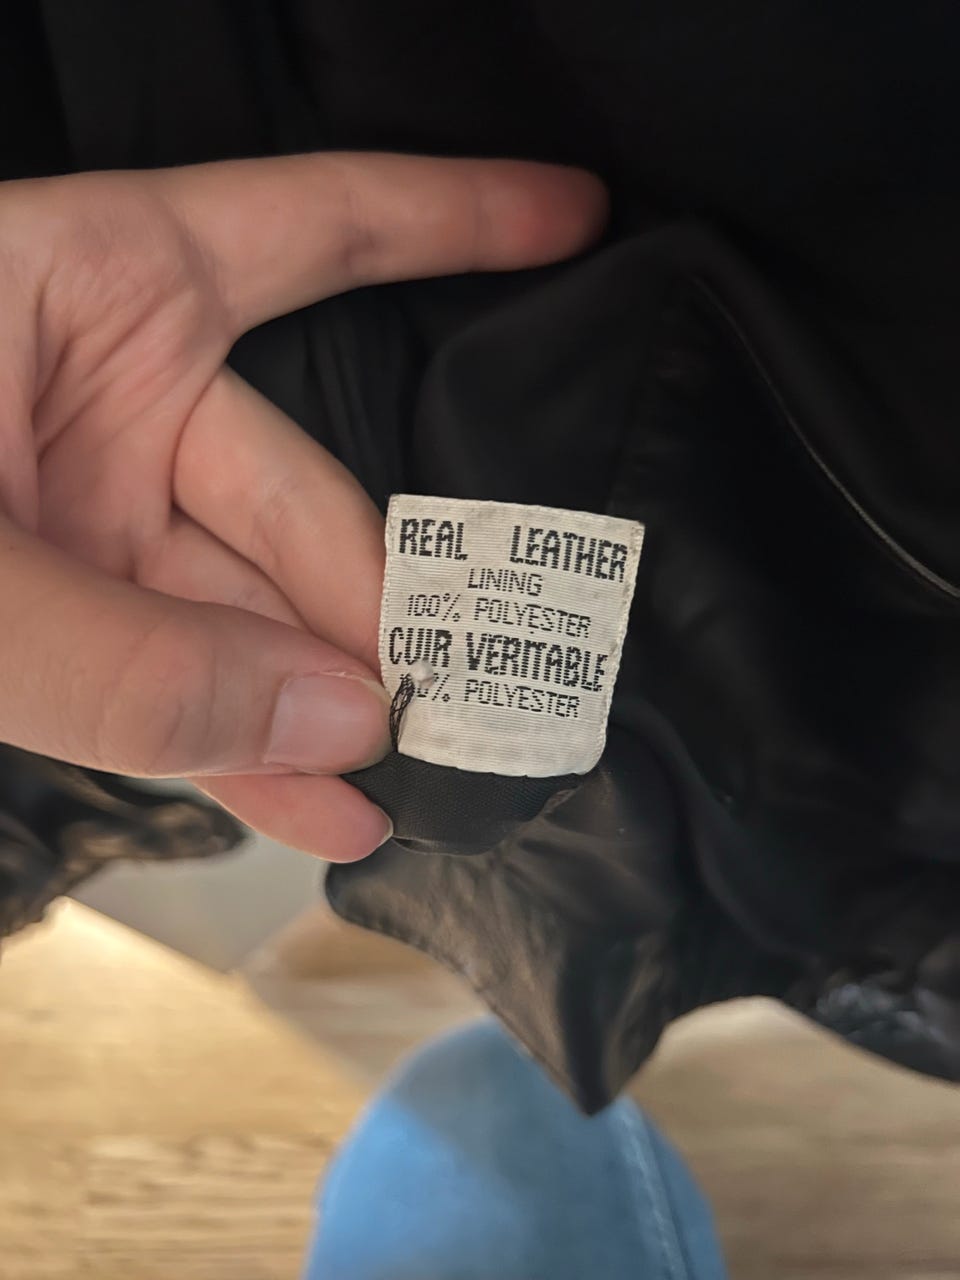 REAL LEATHER
LINING
100% POLYESTER
CUIR VERITABLE
POLYESTER